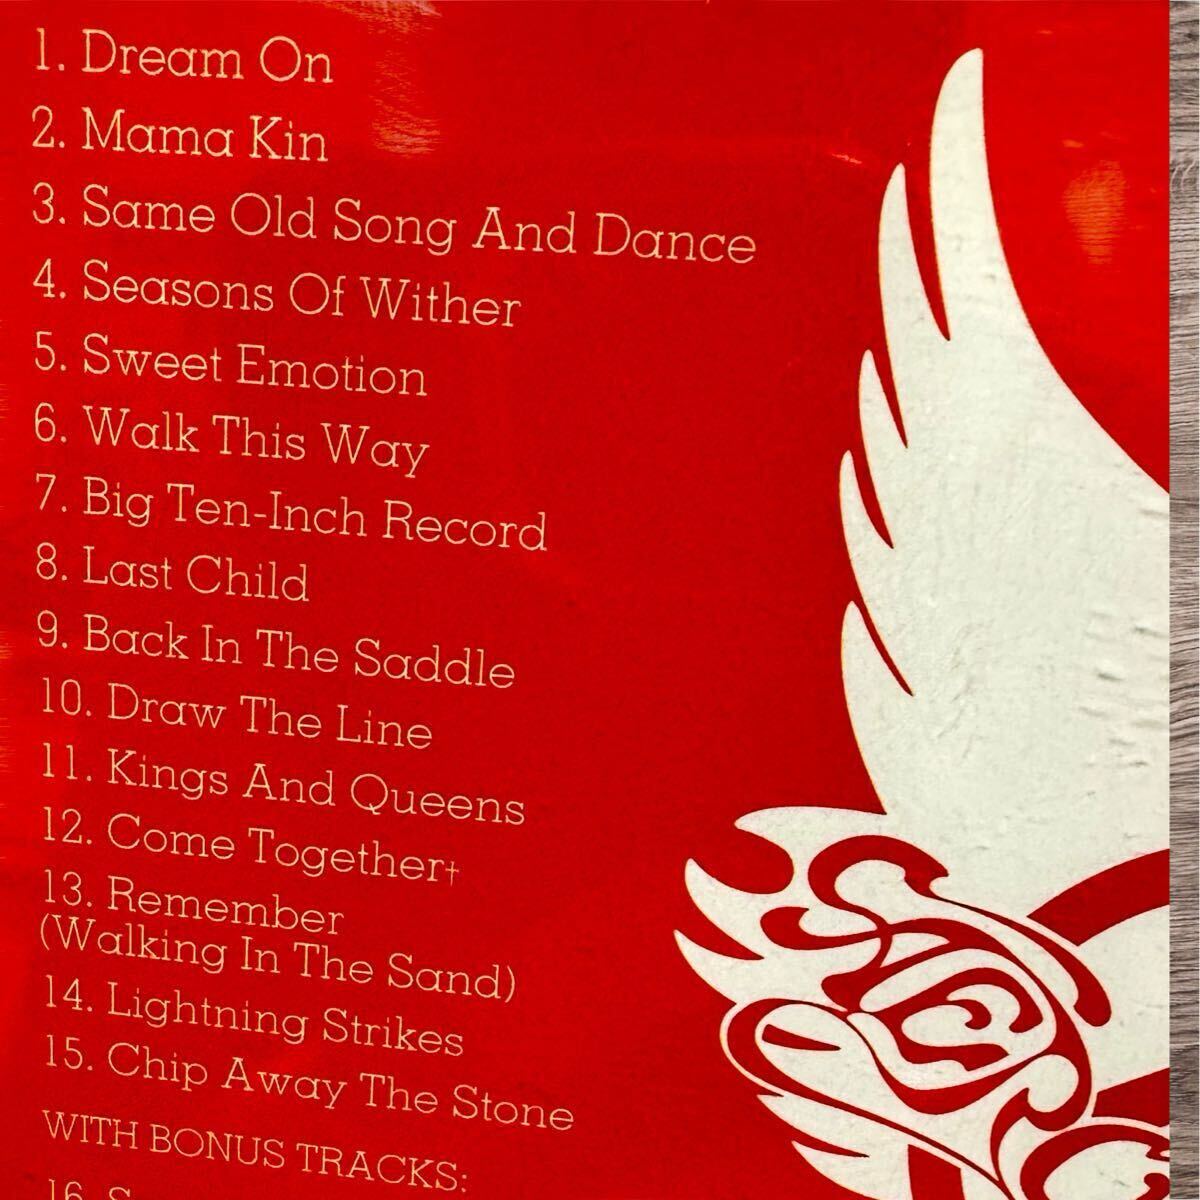 1. Dream On
2. Mama Kin
3. Same Old Song And Dance
4. Seasons Of Wither
5. Sweet Emotion
6. Walk This Way
7. Big Ten-Inch Record
8. Last Child
9. Back In The Saddle
10. Draw The Line
11. Kings And Queens
12. Come Together†
13. Remember
(Walking In The Sand)
14. Lightning Strikes
15. Chip Away The Stone
WITH BONUS TRACKS:
16.